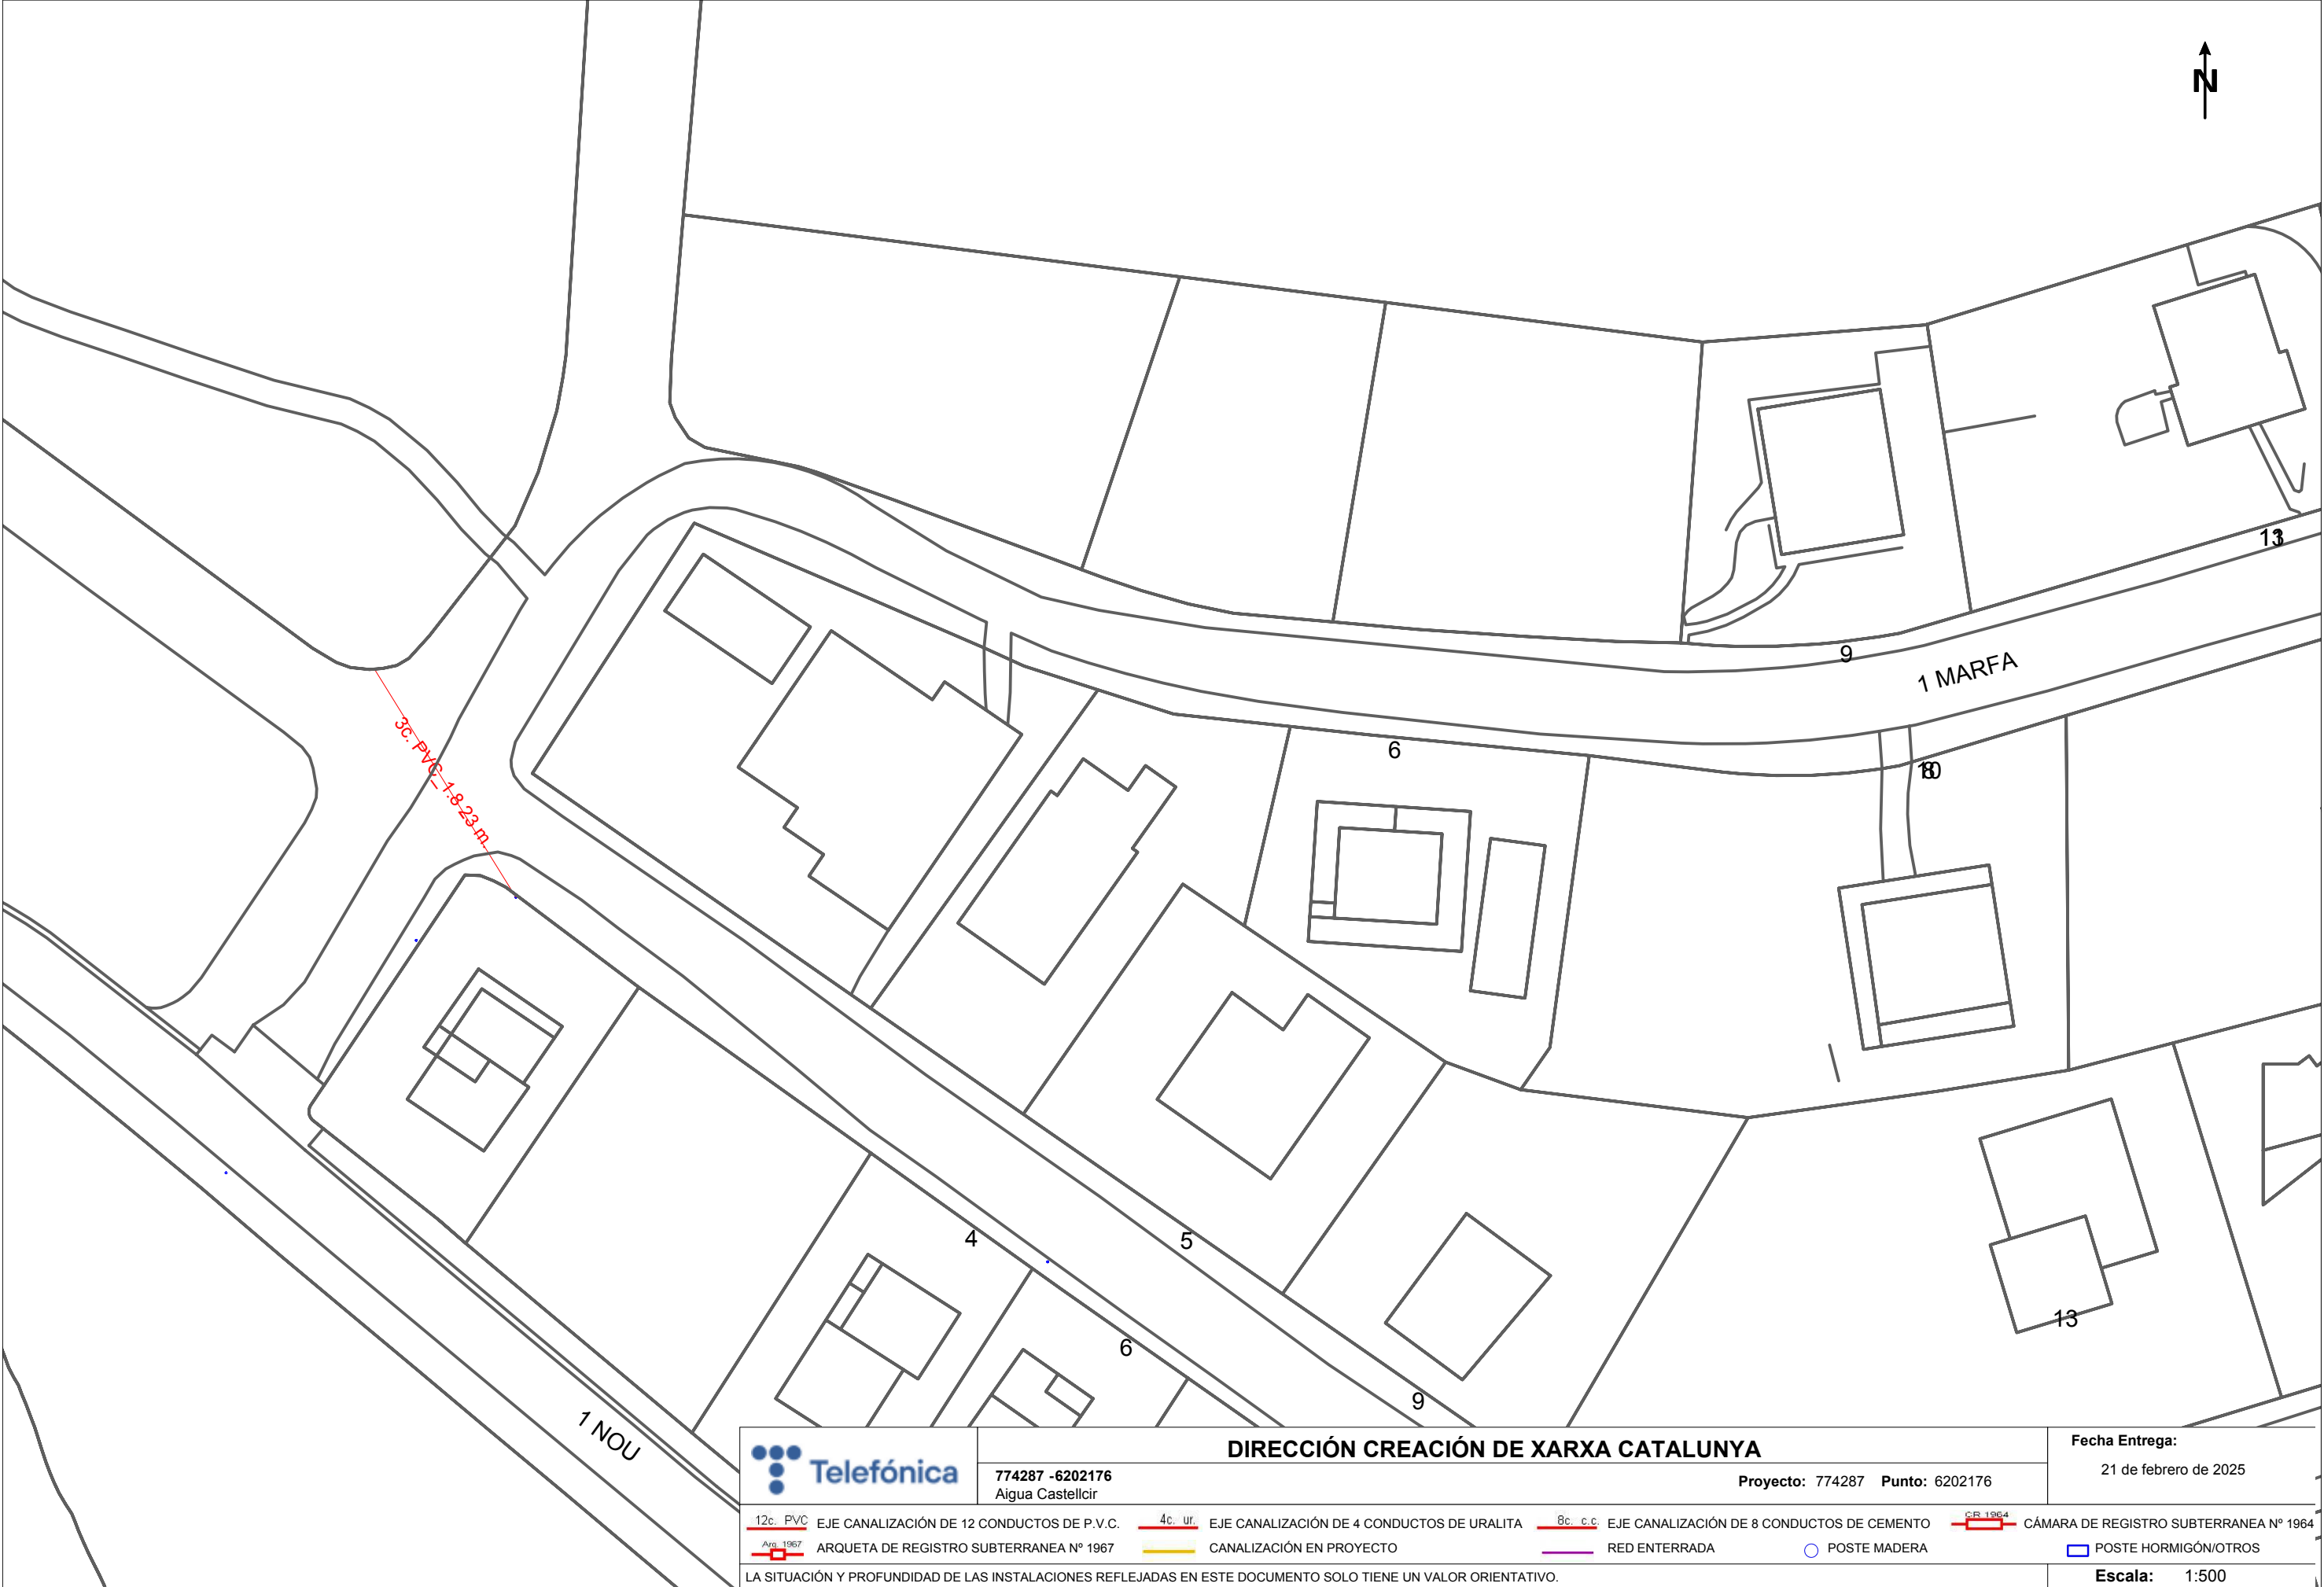 N
13
9
1 MARFA
3c. PVC_ 1.8-23 m.
6
10
4
5
6
13
9
1 NOU
Telefónica
DIRECCIÓN CREACIÓN DE XARXA CATALUNYA
Fecha Entrega:
21 de febrero de 2025
774287 -6202176
Aigua Castellcir
Proyecto: 774287 Punto: 6202176
12c. PVC EJE CANALIZACIÓN DE 12 CONDUCTOS DE P.V.C. 4c. ur. EJE CANALIZACIÓN DE 4 CONDUCTOS DE URALITA 8c. c.c. EJE CANALIZACIÓN DE 8 CONDUCTOS DE CEMENTO C.R. 1964 CÁMARA DE REGISTRO SUBTERRANEA Nº 1964
Arq. 1967 ARQUETA DE REGISTRO SUBTERRANEA Nº 1967 CANALIZACIÓN EN PROYECTO RED ENTERRADA POSTE MADERA POSTE HORMIGÓN/OTROS
LA SITUACIÓN Y PROFUNDIDAD DE LAS INSTALACIONES REFLEJADAS EN ESTE DOCUMENTO SOLO TIENE UN VALOR ORIENTATIVO.
Escala: 1:500